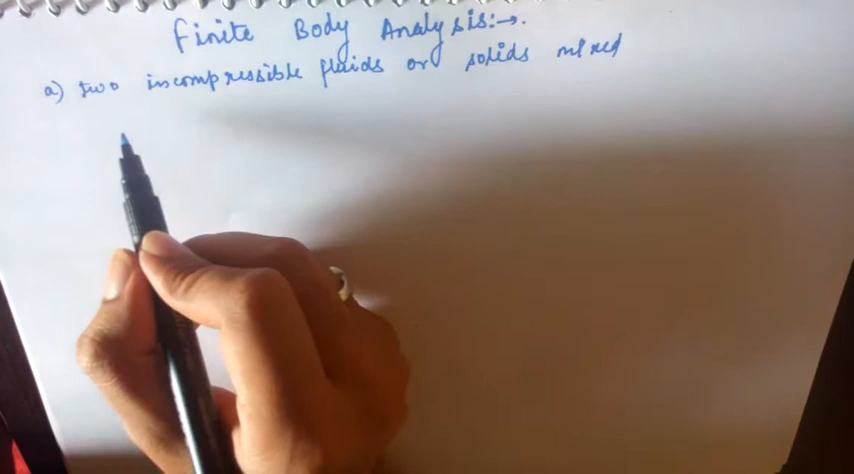 Finite Body Analysis:→.
a) two incompressible fluids or solids mixed